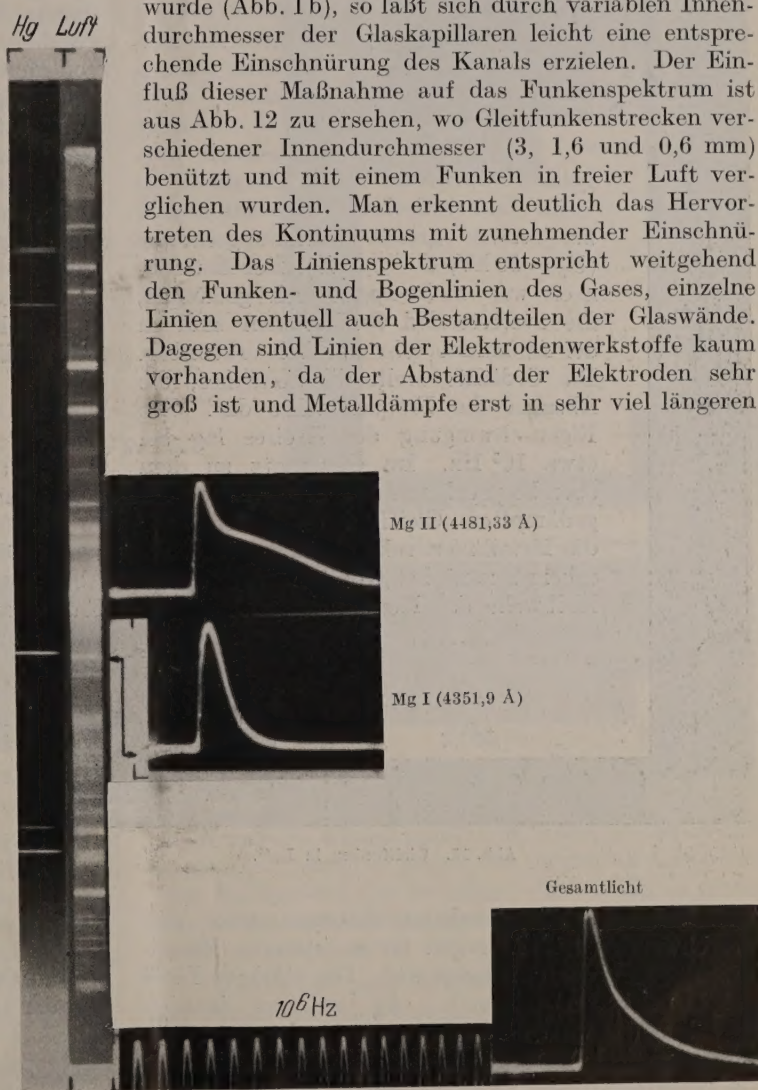 wurde (Abb. 1b), so läßt sich durch variablen Innen-
durchmesser der Glaskapillaren leicht eine entspre-
chende Einschnürung des Kanals erzielen. Der Ein-
fluß dieser Maßnahme auf das Funkenspektrum ist
aus Abb. 12 zu ersehen, wo Gleitfunkenstrecken ver-
schiedener Innendurchmesser (3, 1,6 und 0,6 mm)
benützt und mit einem Funken in freier Luft ver-
glichen wurden. Man erkennt deutlich das Hervor-
treten des Kontinuums mit zunehmender Einschnü-
rung. Das Linienspektrum entspricht weitgehend
den Funken- und Bogenlinien des Gases, einzelne
Linien eventuell auch Bestandteilen der Glaswände.
Dagegen sind Linien der Elektrodenwerkstoffe kaum
vorhanden, da der Abstand der Elektroden sehr
groß ist und Metalldämpfe erst in sehr viel längeren
Hg Luft
Mg II (4481,33 Å)
Mg I (4351,9 Å)
Gesamtlicht
10⁶ Hz